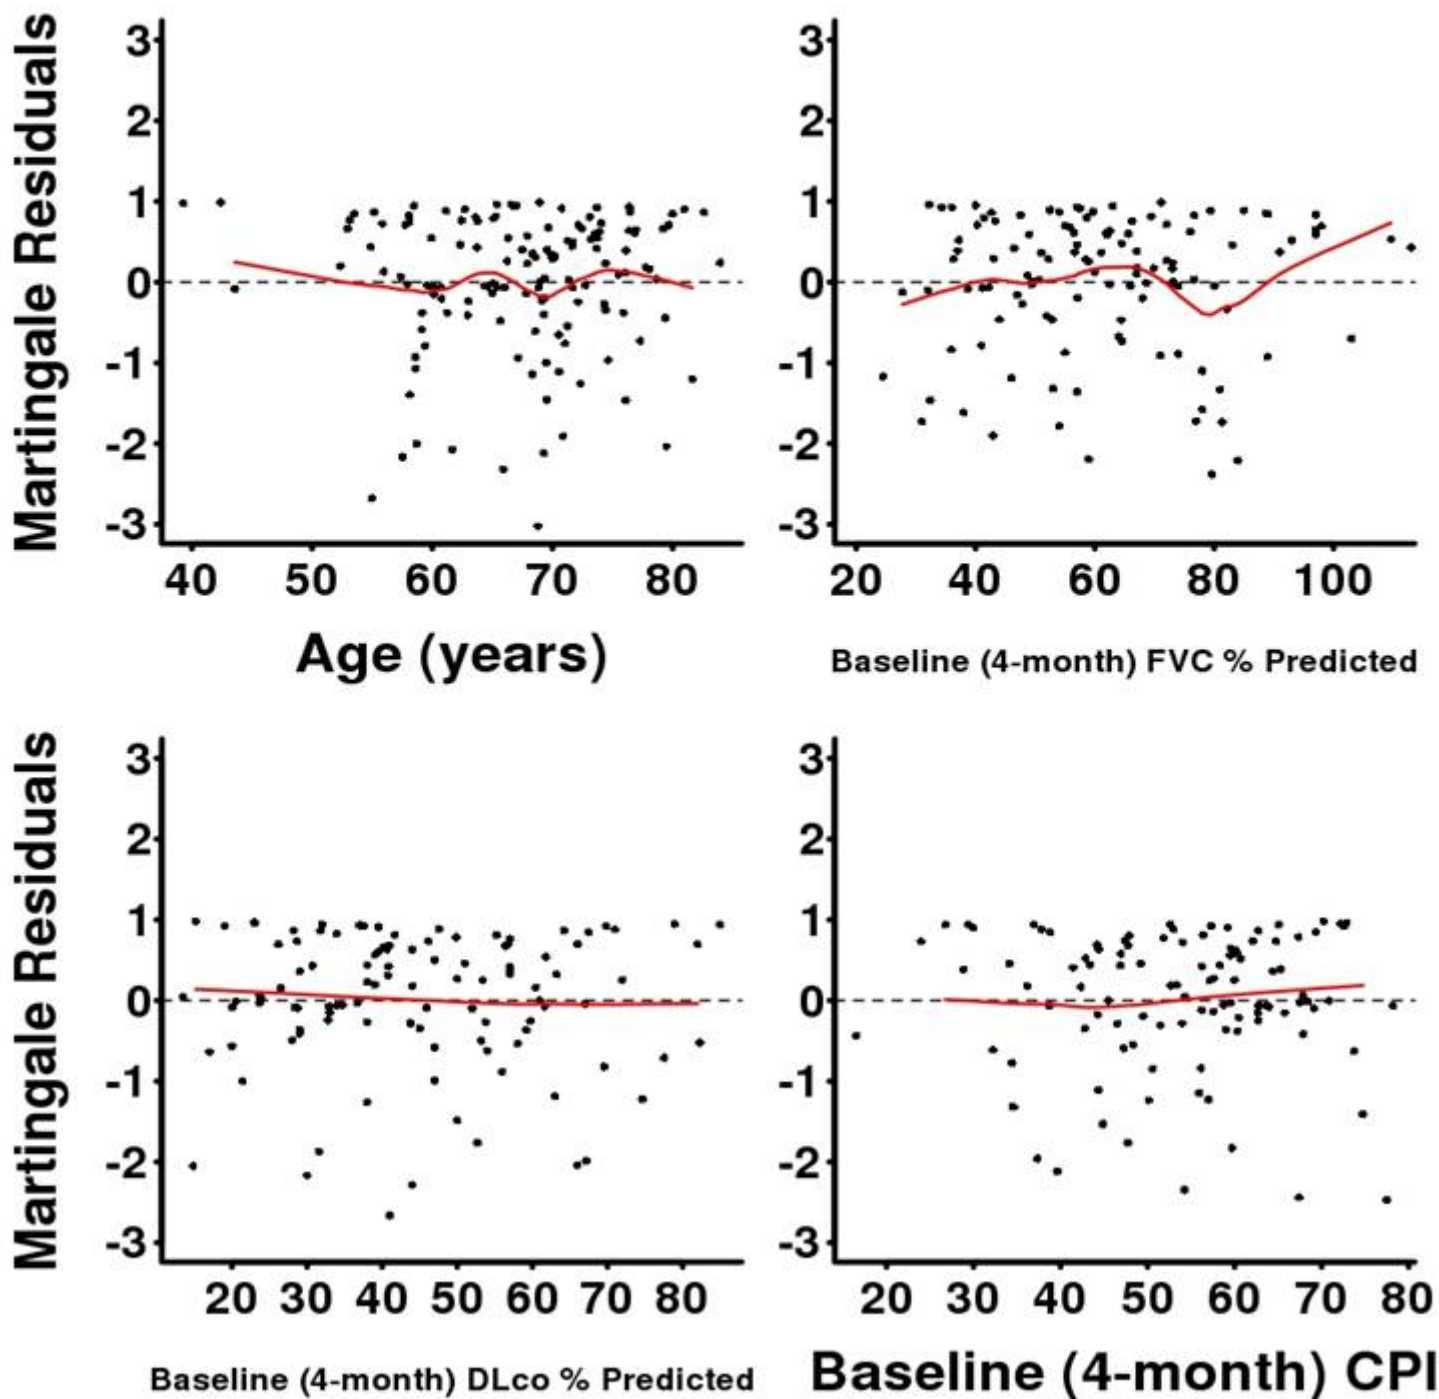 Martingale Residuals
3
2
1
0
-1
-2
-3
40 50 60 70 80
Age (years)
3
2
1
0
-1
-2
-3
20 40 60 80 100
Baseline (4-month) FVC % Predicted
Martingale Residuals
3
2
1
0
-1
-2
-3
20 30 40 50 60 70 80
Baseline (4-month) DLco % Predicted
3
2
1
0
-1
-2
-3
20 30 40 50 60 70 80
Baseline (4-month) CPI